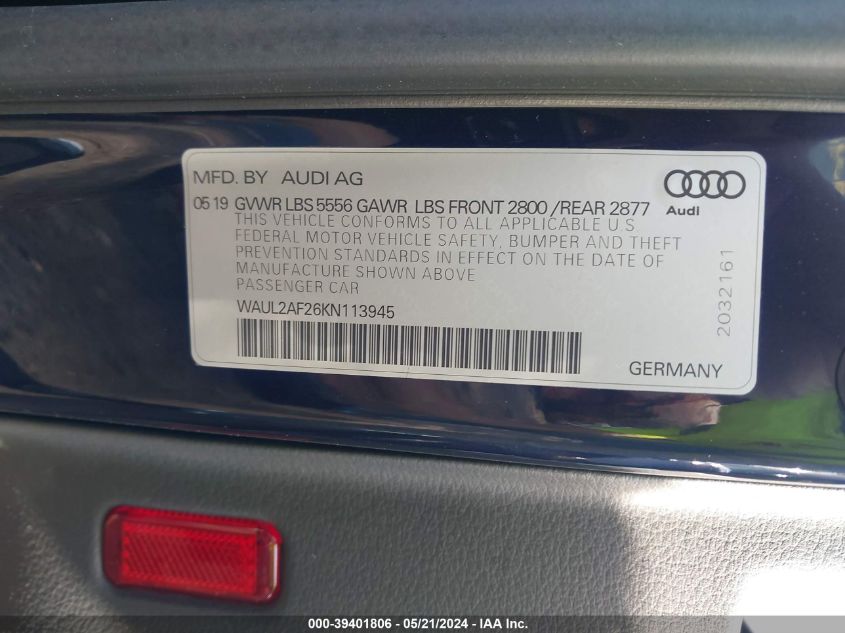 MFD. BY AUDI AG
Audi
05 19 GVWR LBS 5556 GAWR LBS FRONT 2800 /REAR 2877
THIS VEHICLE CONFORMS TO ALL APPLICABLE U.S.
FEDERAL MOTOR VEHICLE SAFETY, BUMPER AND THEFT
PREVENTION STANDARDS IN EFFECT ON THE DATE OF
MANUFACTURE SHOWN ABOVE
PASSENGER CAR
WAUL2AF26KN113945
2032161
GERMANY
000-39401806 - 05/21/2024 - IAA Inc.